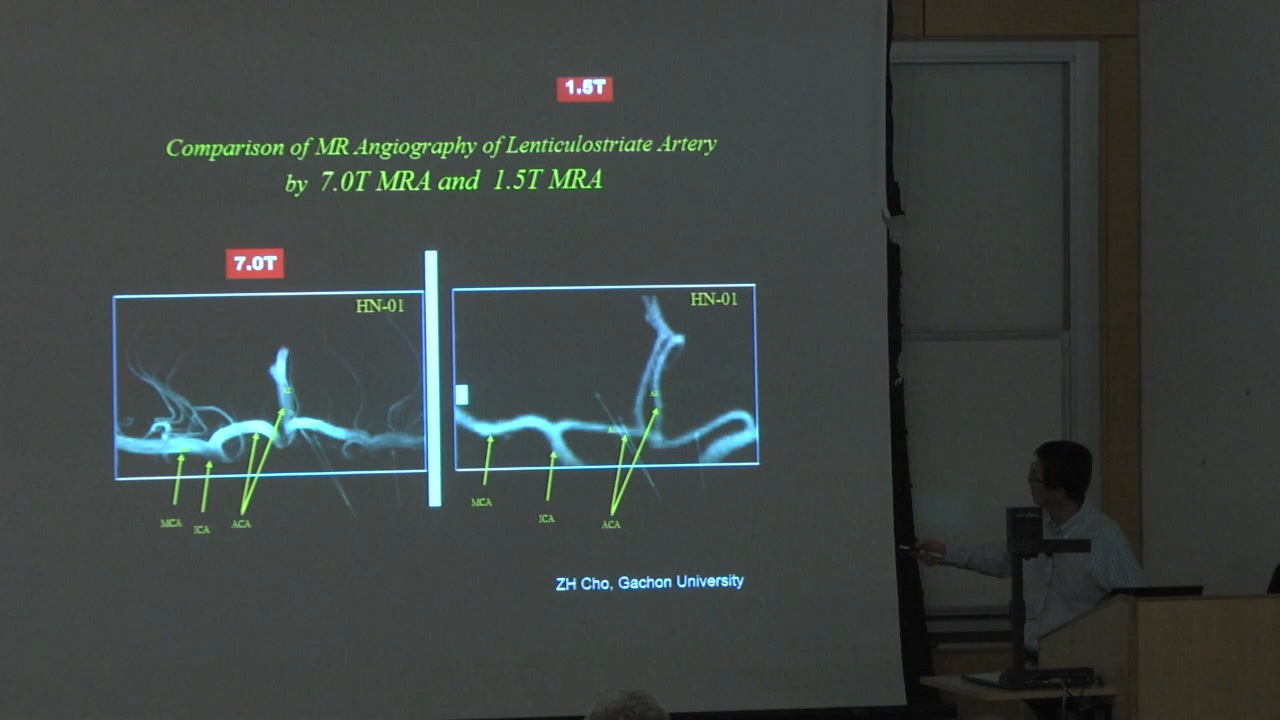 1.5T
Comparison of MR Angiography of Lenticulostriate Artery
by 7.0T MRA and 1.5T MRA
7.0T
HN-01
HN-01
MCA
ICA
ACA
MCA
ICA
ACA
ZH Cho, Gachon University